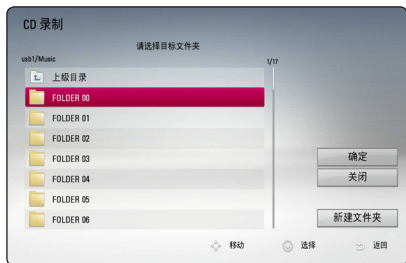 CD 录制
请选择目标文件夹
usb1/Music 1/17
上级目录
FOLDER 00
FOLDER 01
FOLDER 02
FOLDER 03
FOLDER 04
FOLDER 05
FOLDER 06
确定
关闭
新建文件夹
移动 选择 返回